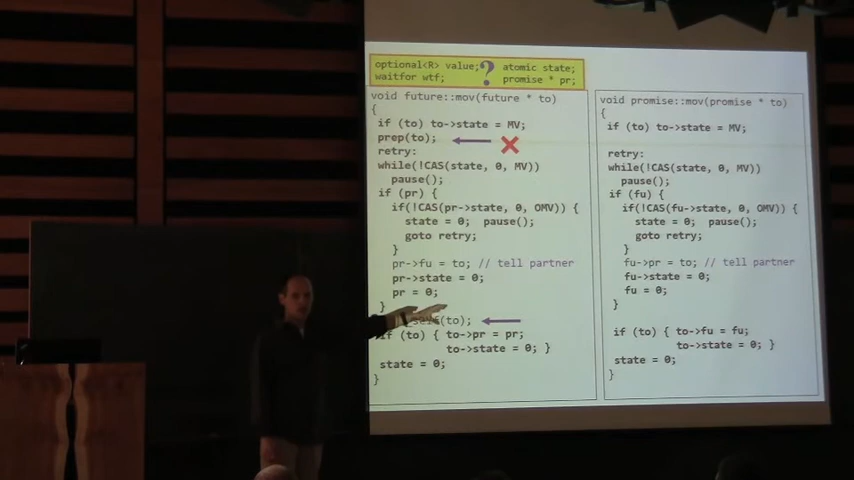 optional<R> value; ? atomic state;
waitfor wtf; promise * pr;
void future::mov(future * to)
{
if (to) to->state = MV;
prep(to);
retry:
while(!CAS(state, 0, MV))
pause();
if (pr) {
if(!CAS(pr->state, 0, OMV)) {
state = 0; pause();
goto retry;
}
pr->fu = to; // tell partner
pr->state = 0;
pr = 0;
}
(to);
if (to) { to->pr = pr;
to->state = 0; }
state = 0;
}
void promise::mov(promise * to)
{
if (to) to->state = MV;
retry:
while(!CAS(state, 0, MV))
pause();
if (fu) {
if(!CAS(fu->state, 0, OMV)) {
state = 0; pause();
goto retry;
}
fu->pr = to; // tell partner
fu->state = 0;
fu = 0;
}
if (to) { to->fu = fu;
to->state = 0; }
state = 0;
}